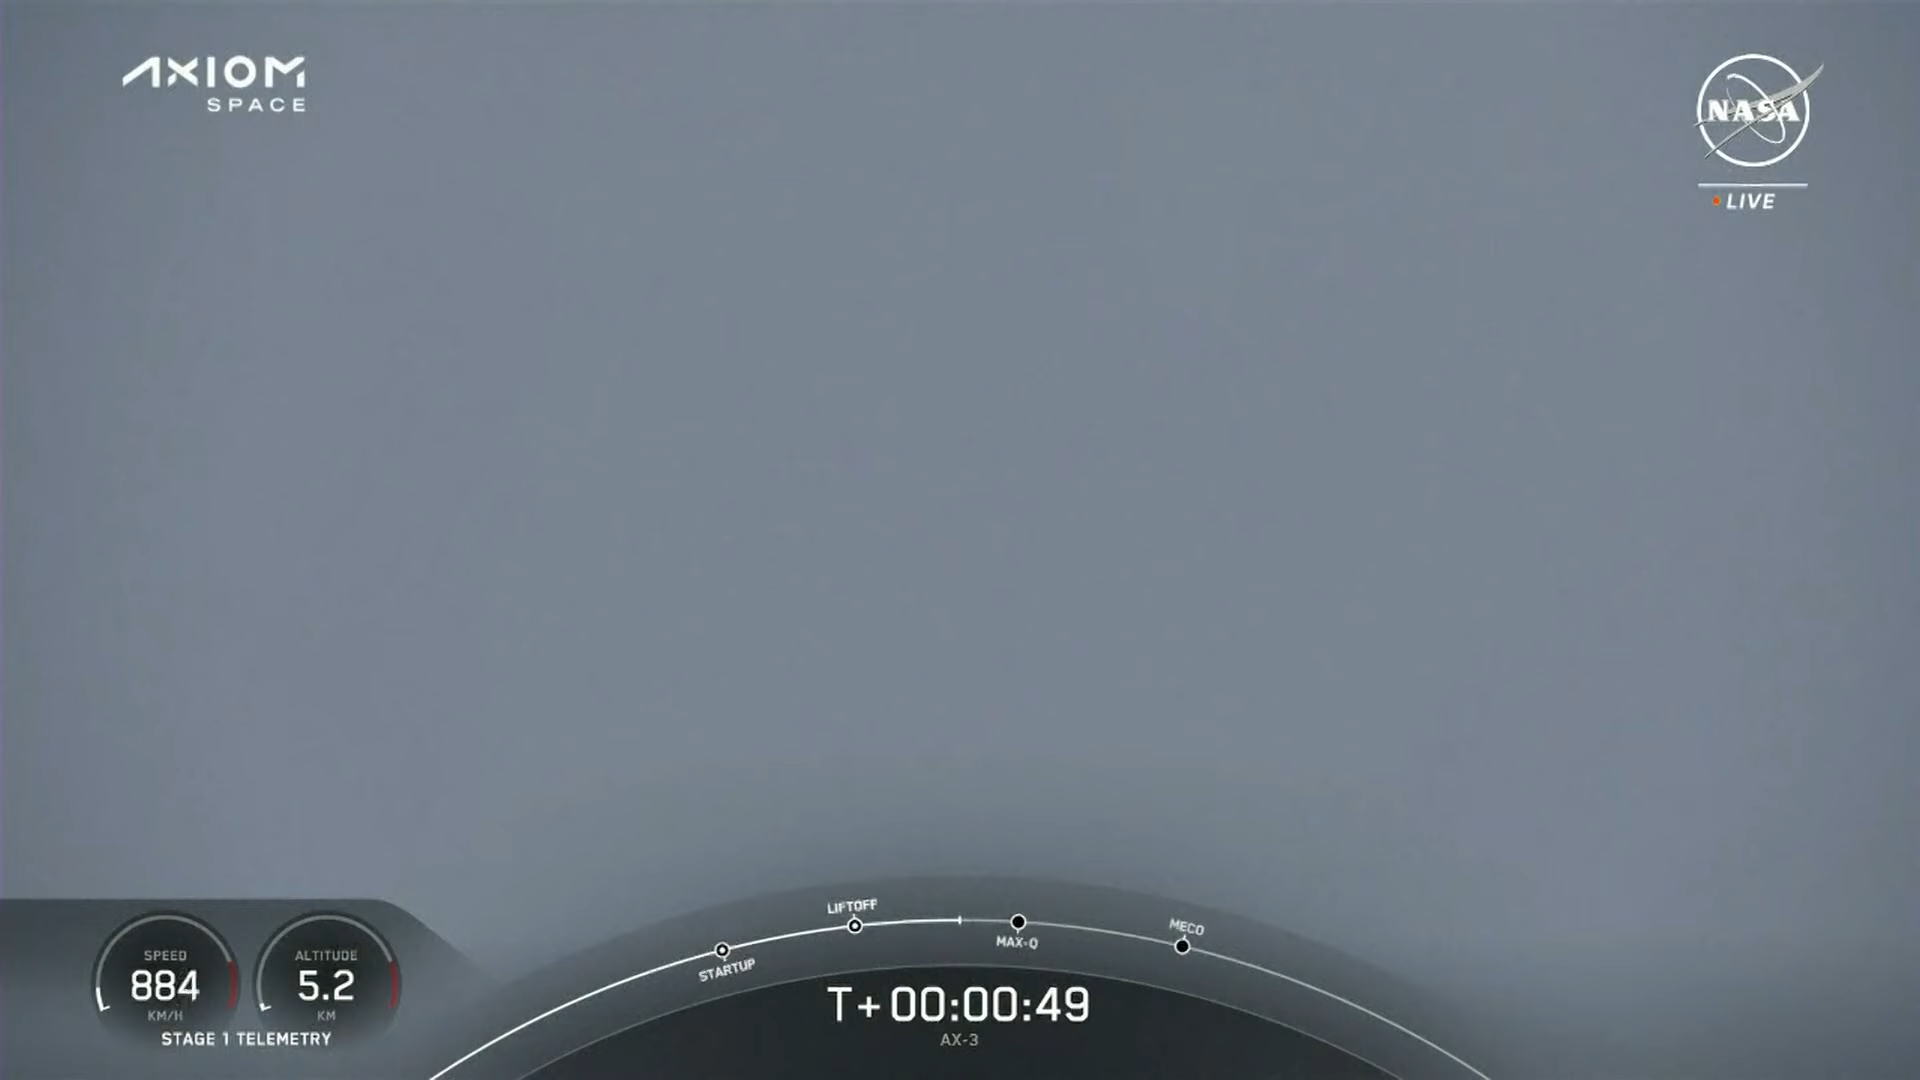 AXIOM
SPACE
NASA
LIVE
SPEED
884
KM/H
ALTITUDE
5.2
KM
STAGE 1 TELEMETRY
STARTUP
LIFTOFF
MAX-Q
MECO
T+00:00:49
AX-3